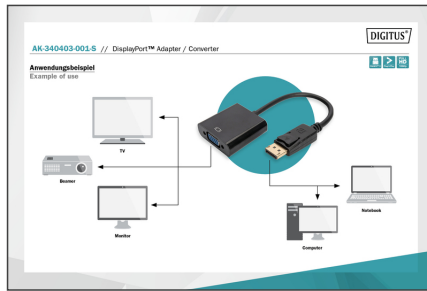 DIGITUS®
AK-340403-001-S // DisplayPort™ Adapter / Converter
Anwendungsbeispiel
Example of use
TV
Beamer
Monitor
Notebook
Computer